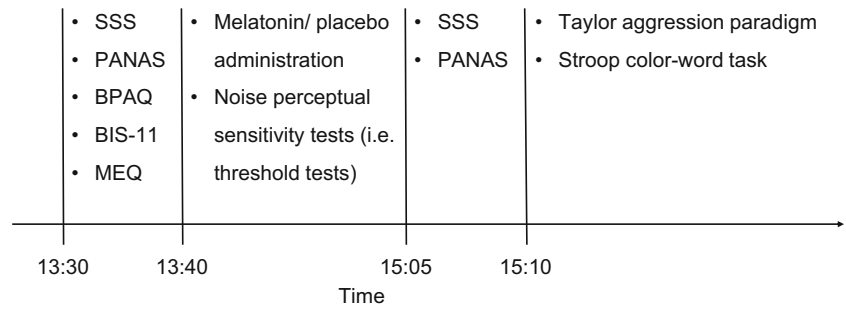 • SSS
• PANAS
• BPAQ
• BIS-11
• MEQ
• Melatonin/ placebo
administration
• Noise perceptual
sensitivity tests (i.e.
threshold tests)
• SSS
• PANAS
• Taylor aggression paradigm
• Stroop color-word task
13:30 13:40 15:05 15:10
Time